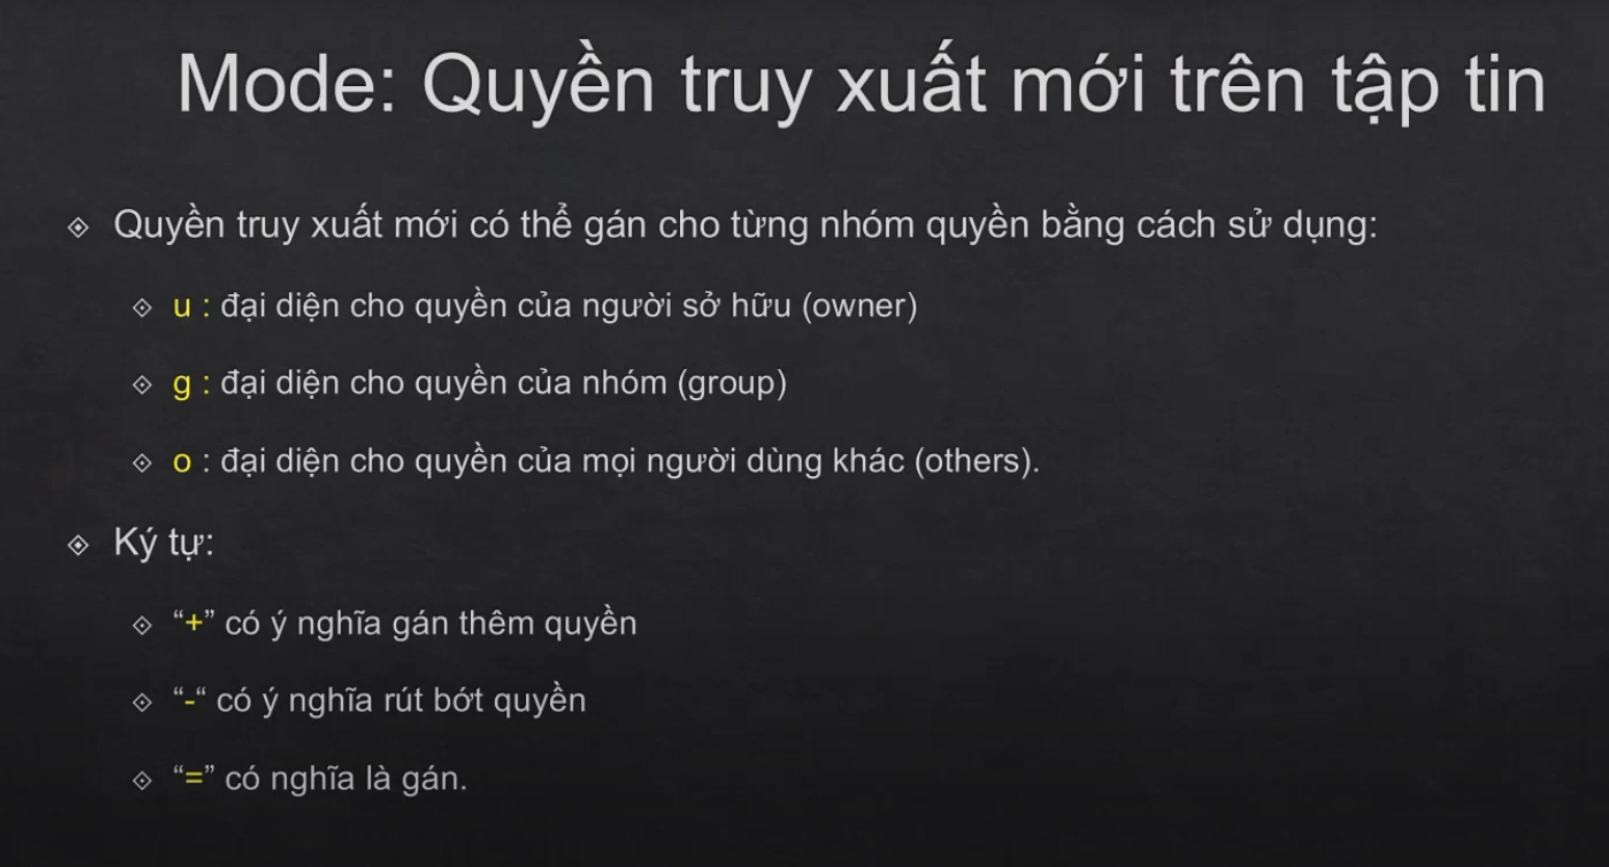 Mode: Quyền truy xuất mới trên tập tin
Quyền truy xuất mới có thể gán cho từng nhóm quyền bằng cách sử dụng:
u : đại diện cho quyền của người sở hữu (owner)
g : đại diện cho quyền của nhóm (group)
o : đại diện cho quyền của mọi người dùng khác (others).
Ký tự:
“+” có ý nghĩa gán thêm quyền
“-“ có ý nghĩa rút bớt quyền
“=” có nghĩa là gán.